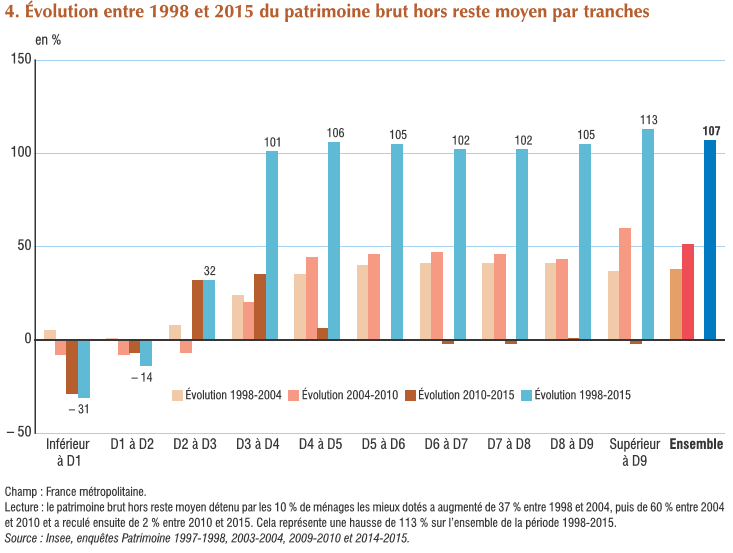 4. Évolution entre 1998 et 2015 du patrimoine brut hors reste moyen par tranches
en %
150
100
50
0
– 50
– 31
– 14
32
101
106
105
102
102
105
113
107
Évolution 1998-2004
Évolution 2004-2010
Évolution 2010-2015
Évolution 1998-2015
Inférieur à D1
D1 à D2
D2 à D3
D3 à D4
D4 à D5
D5 à D6
D6 à D7
D7 à D8
D8 à D9
Supérieur à D9
Ensemble
Champ : France métropolitaine.
Lecture : le patrimoine brut hors reste moyen détenu par les 10 % de ménages les mieux dotés a augmenté de 37 % entre 1998 et 2004, puis de 60 % entre 2004
et 2010 et a reculé ensuite de 2 % entre 2010 et 2015. Cela représente une hausse de 113 % sur l'ensemble de la période 1998-2015.
Source : Insee, enquêtes Patrimoine 1997-1998, 2003-2004, 2009-2010 et 2014-2015.